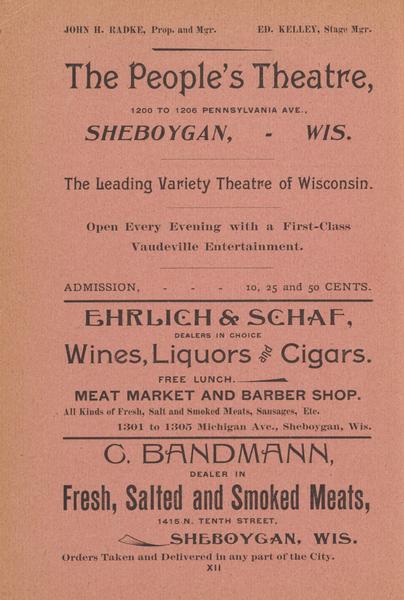 JOHN H. RADKE, Prop. and Mgr. ED. KELLEY, Stage Mgr.
The People's Theatre,
1200 TO 1206 PENNSYLVANIA AVE.,
SHEBOYGAN, - WIS.
The Leading Variety Theatre of Wisconsin.
Open Every Evening with a First-Class
Vaudeville Entertainment.
ADMISSION, - - - 10, 25 and 50 CENTS.
EHRLICH & SCHAF,
DEALERS IN CHOICE
Wines, Liquors and Cigars.
FREE LUNCH.
MEAT MARKET AND BARBER SHOP.
All Kinds of Fresh, Salt and Smoked Meats, Sausages, Etc.
1301 to 1305 Michigan Ave., Sheboygan, Wis.
C. BANDMANN,
DEALER IN
Fresh, Salted and Smoked Meats,
1415 N. TENTH STREET,
SHEBOYGAN, WIS.
Orders Taken and Delivered in any part of the City.
XII